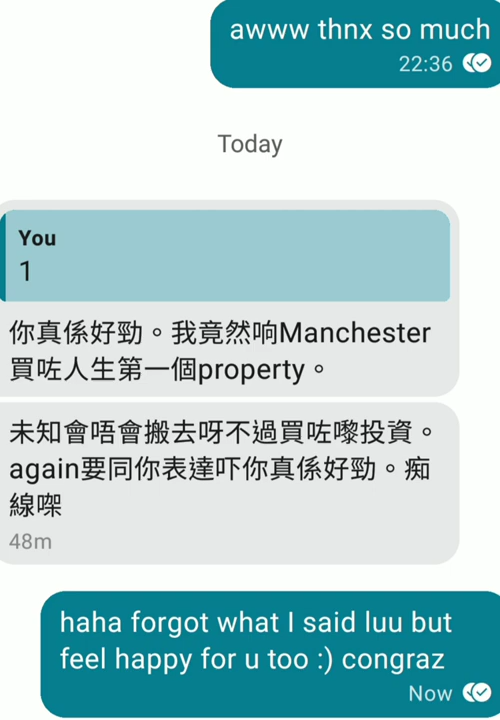 awww thnx so much
22:36
Today
You
1
你真係好勁。我竟然响Manchester
買咗人生第一個property。
未知會唔會搬去呀不過買咗嚟投資。
again要同你表達吓你真係好勁。痴
線㗎
48m
haha forgot what I said luu but
feel happy for u too :) congraz
Now